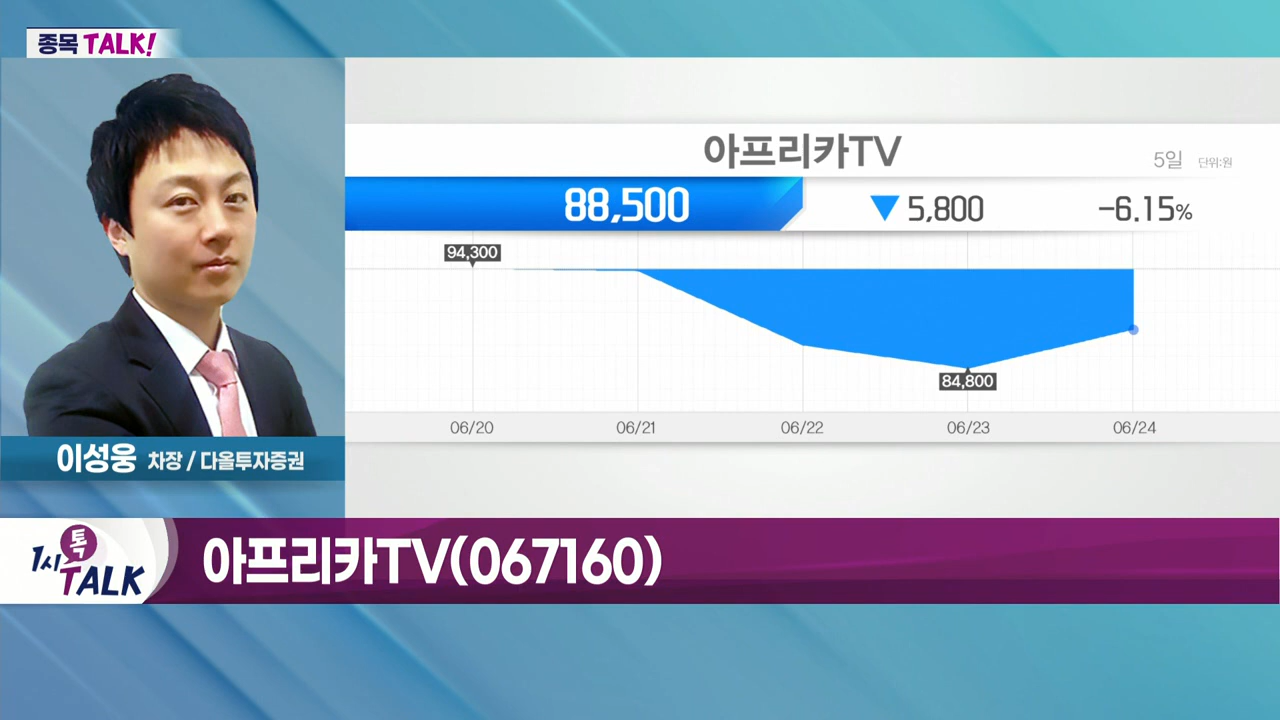 종목 TALK!
아프리카TV
5일 단위:원
88,500 ▼ 5,800 -6.15%
94,300
84,800
06/20 06/21 06/22 06/23 06/24
이성웅 차장 / 다올투자증권
1시 톡 TALK
아프리카TV(067160)